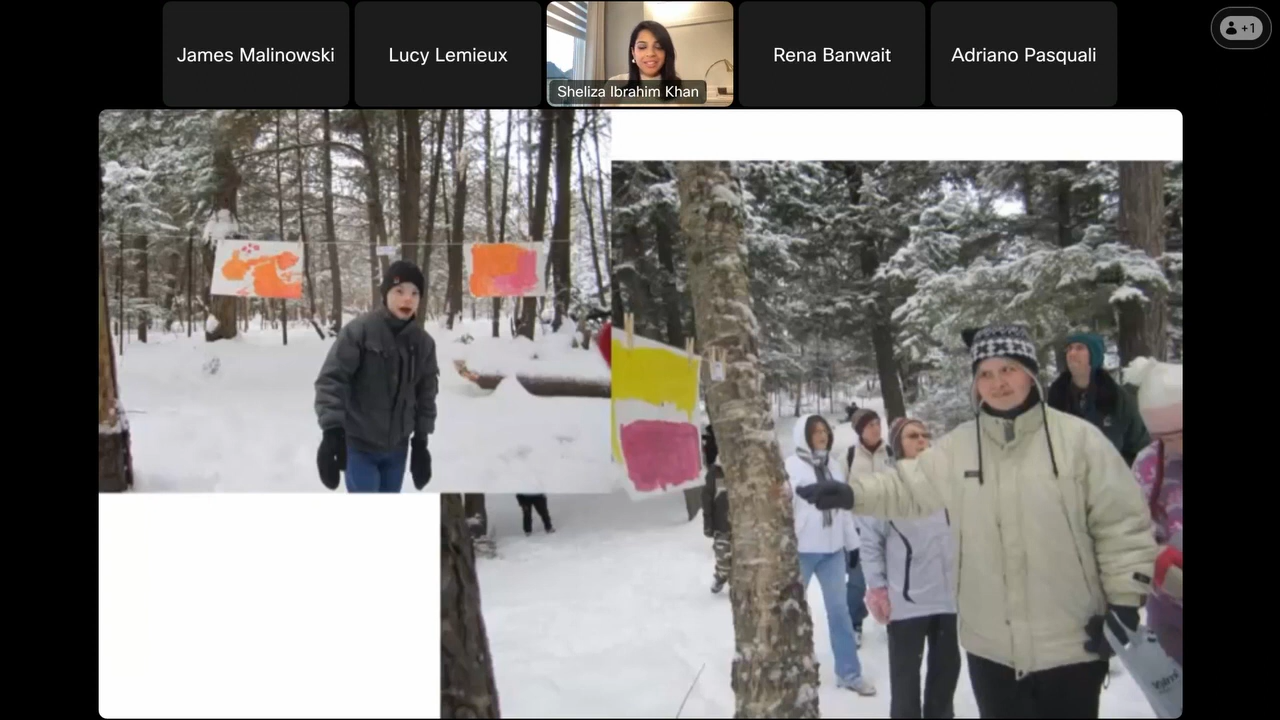 James Malinowski
Lucy Lemieux
Sheliza Ibrahim Khan
Rena Banwait
Adriano Pasquali
+1